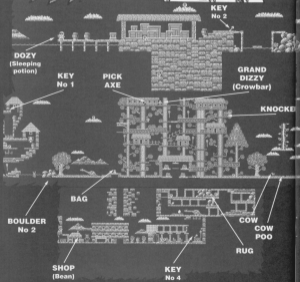 KEY
No 2
DOZY
(Sleeping
potion)
KEY
No 1
PICK
AXE
GRAND
DIZZY
(Crowbar)
KNOCKE
BAG
BOULDER
No 2
COW
COW
POO
RUG
SHOP
(Bean)
KEY
No 4